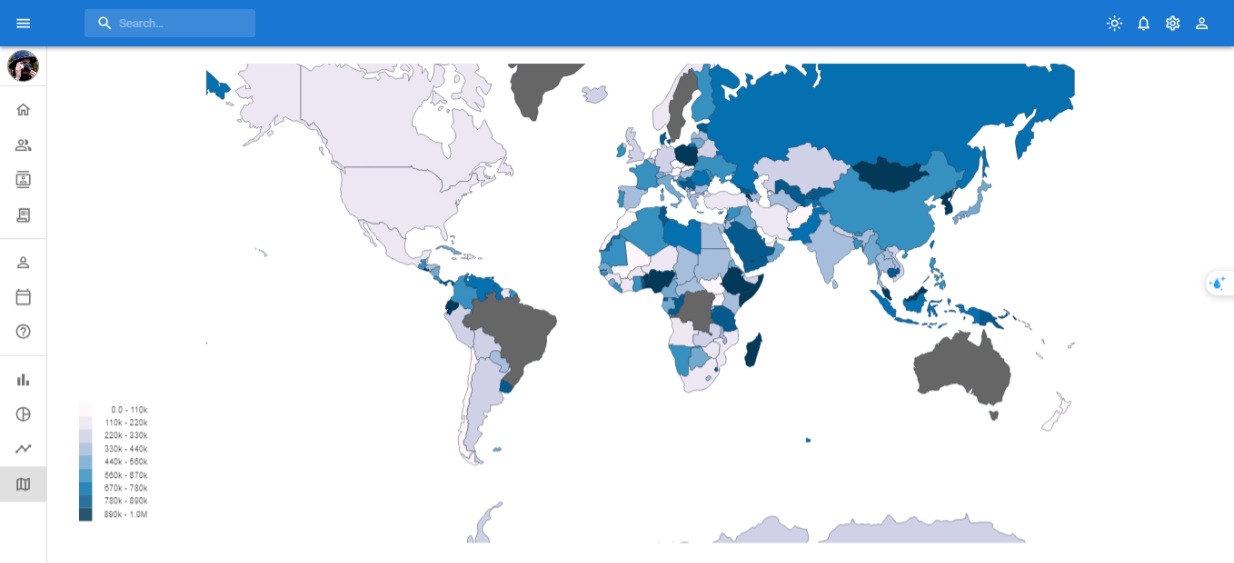 Search...
0.0 - 110k
110k - 220k
220k - 330k
330k - 440k
440k - 560k
560k - 670k
670k - 780k
780k - 890k
890k - 1.0M